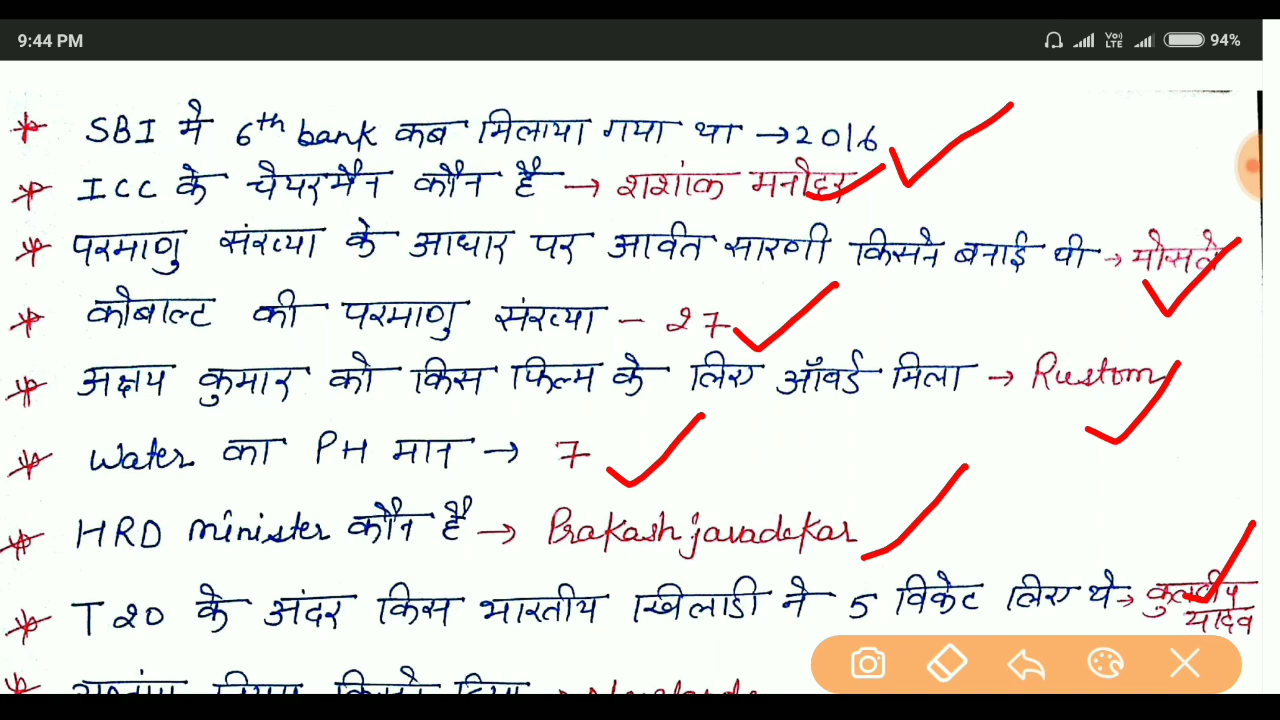 9:44 PM 94%
* SBI मे 6th bank कब मिलाया गया था →2016
* ICC के चेयरमैन कौन है → शशांक मनोहर
* परमाणु संख्या के आधार पर आर्वत सारणी किसने बनाई थी → मोसले
* कोबाल्ट की परमाणु संख्या - 27
* अक्षय कुमार को किस फिल्म के लिए ऑवर्ड मिला → Rustom
* Water का PH मान → 7
* HRD minister कौन है → Prakash javadekar
* T20 के अंदर किस भारतीय खिलाडी ने 5 विकेट लिए थे→ कुलदीप यादव